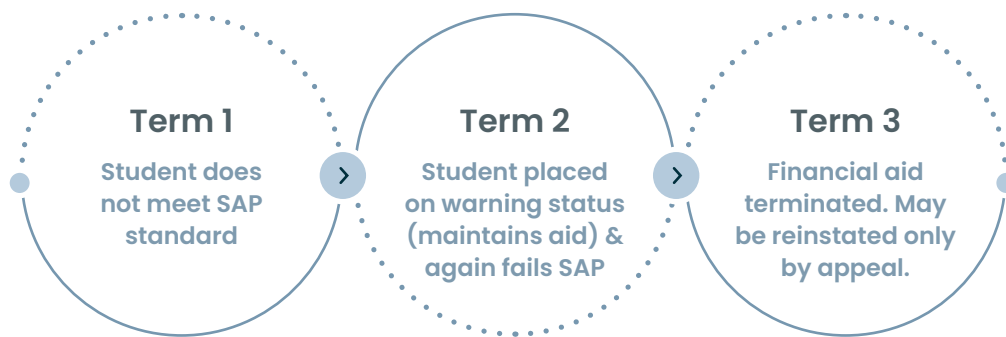 Term 1
Student does
not meet SAP
standard
Term 2
Student placed
on warning status
(maintains aid) &
again fails SAP
Term 3
Financial aid
terminated. May
be reinstated only
by appeal.